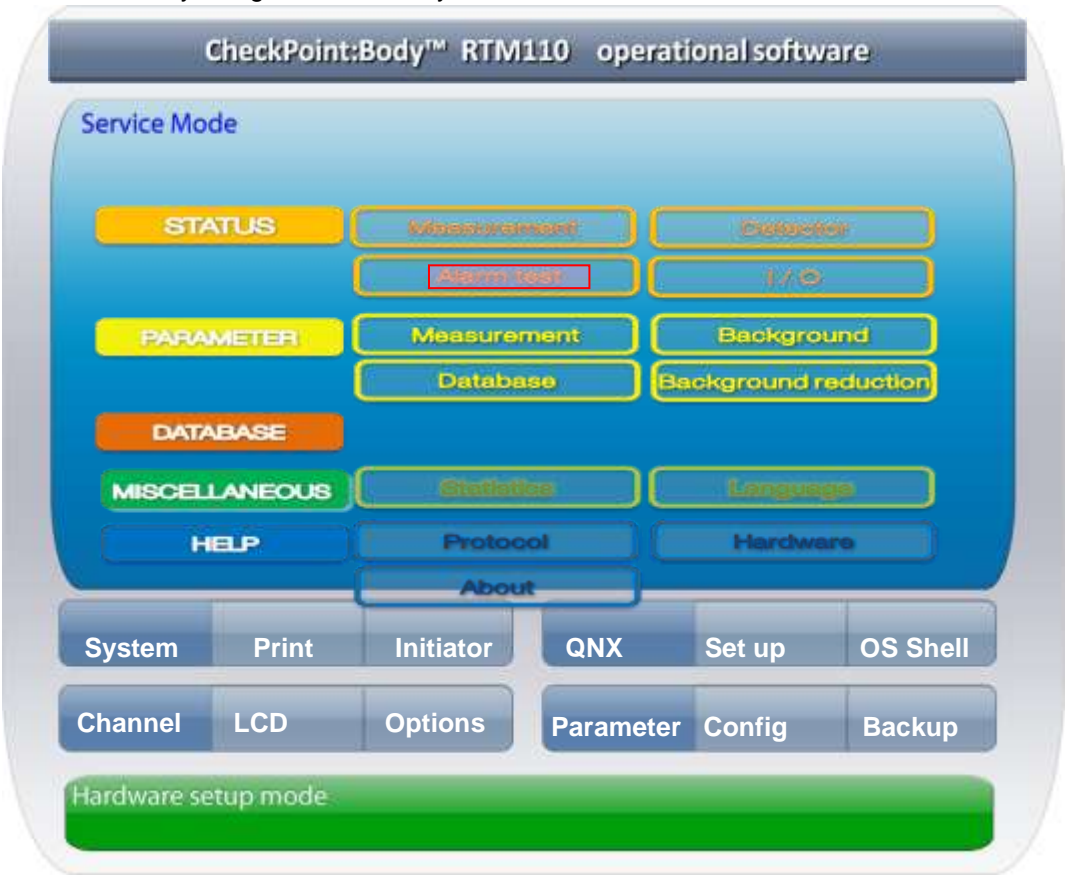 CheckPoint:Body™ RTM110 operational software
Service Mode
STATUS Measurement Detector
Alarm test I / O
PARAMETER Measurement Background
Database Background reduction
DATABASE
MISCELLANEOUS Statistics Language
HELP Protocol Hardware
About
System Print Initiator QNX Set up OS Shell
Channel LCD Options Parameter Config Backup
Hardware setup mode